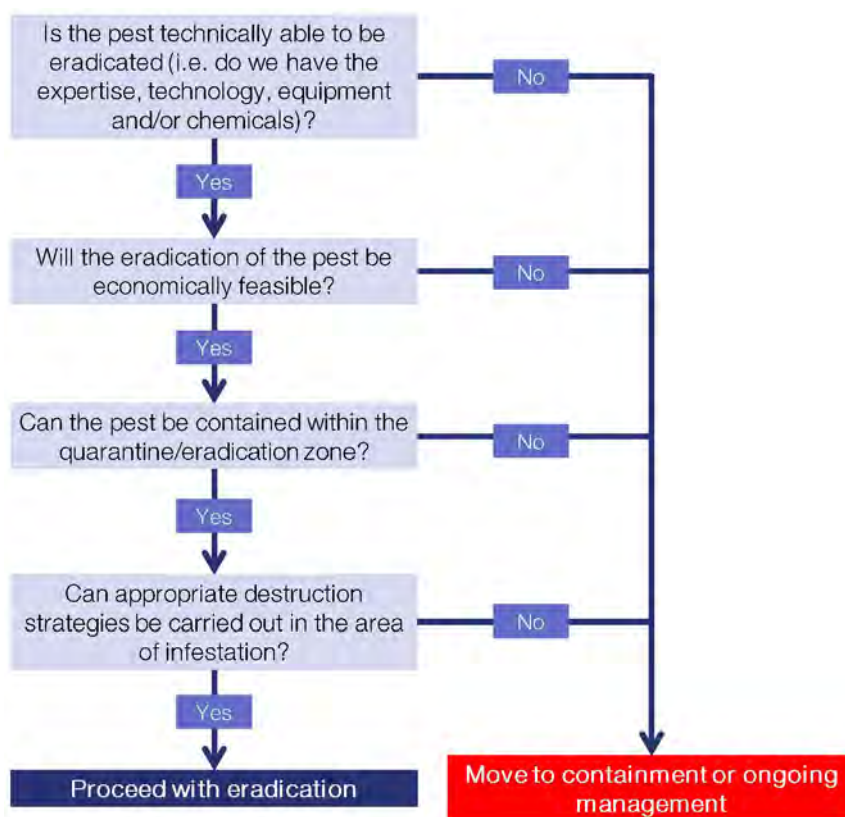 Is the pest technically able to be
eradicated (i.e. do we have the
expertise, technology, equipment
and/or chemicals)?
No
Yes
Will the eradication of the pest be
economically feasible?
No
Yes
Can the pest be contained within the
quarantine/eradication zone?
No
Yes
Can appropriate destruction
strategies be carried out in the area
of infestation?
No
Yes
Proceed with eradication
Move to containment or ongoing
management